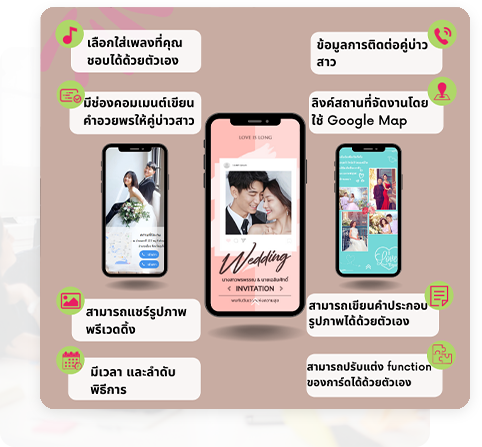 เลือกใส่เพลงที่คุณ
ชอบได้ด้วยตัวเอง
ข้อมูลการติดต่อคู่บ่าว
สาว
มีช่องคอมเมนต์เขียน
คำอวยพรให้คู่บ่าวสาว
ลิงค์สถานที่จัดงานโดย
ใช้ Google Map
LOVE IS LONG
Wedding
INVITATION
สามารถแชร์รูปภาพ
พรีเวดดิ้ง
สามารถเขียนคำประกอบ
รูปภาพได้ด้วยตัวเอง
มีเวลา และลำดับ
พิธีการ
สามารถปรับแต่ง function
ของการ์ดได้ด้วยตัวเอง